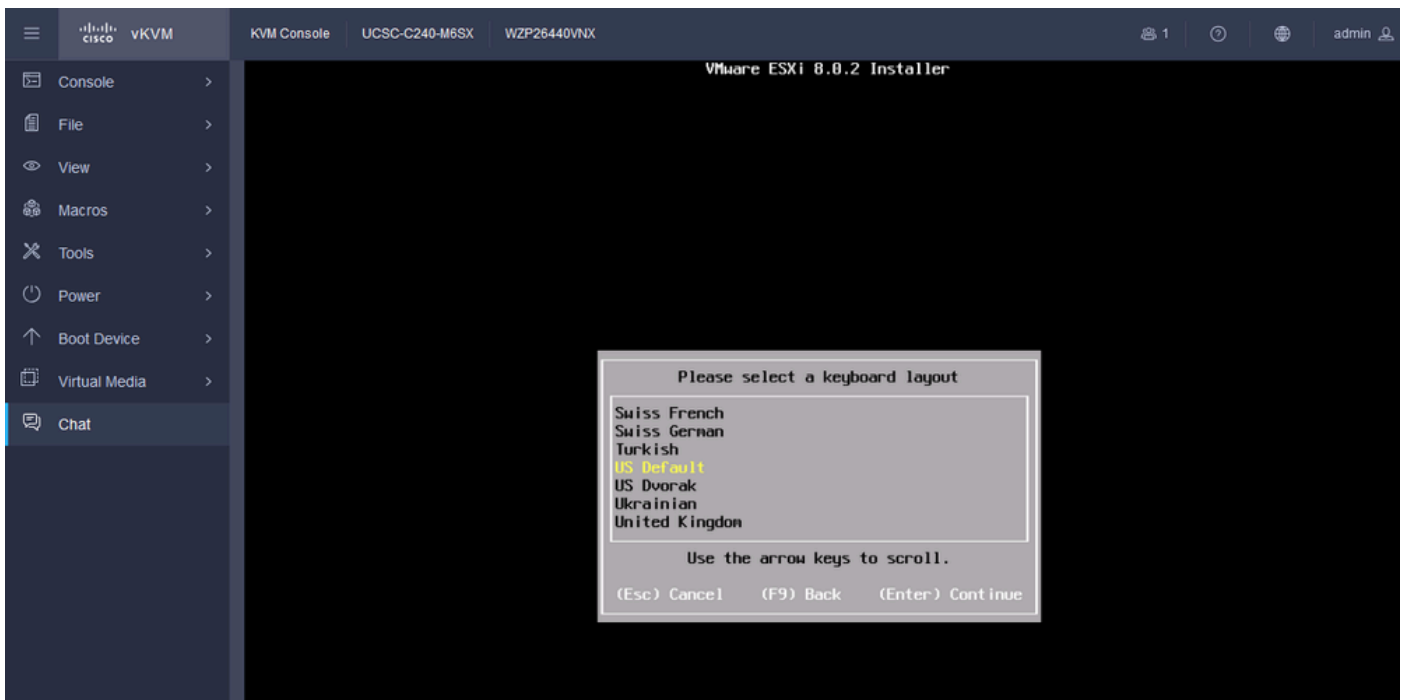 cisco vKVM KVM Console UCSC-C240-M6SX WZP26440VNX 1 admin
Console
File
View
Macros
Tools
Power
Boot Device
Virtual Media
Chat
VMware ESXi 8.0.2 Installer
Please select a keyboard layout
Swiss French
Swiss German
Turkish
US Default
US Dvorak
Ukrainian
United Kingdom
Use the arrow keys to scroll.
(Esc) Cancel (F9) Back (Enter) Continue